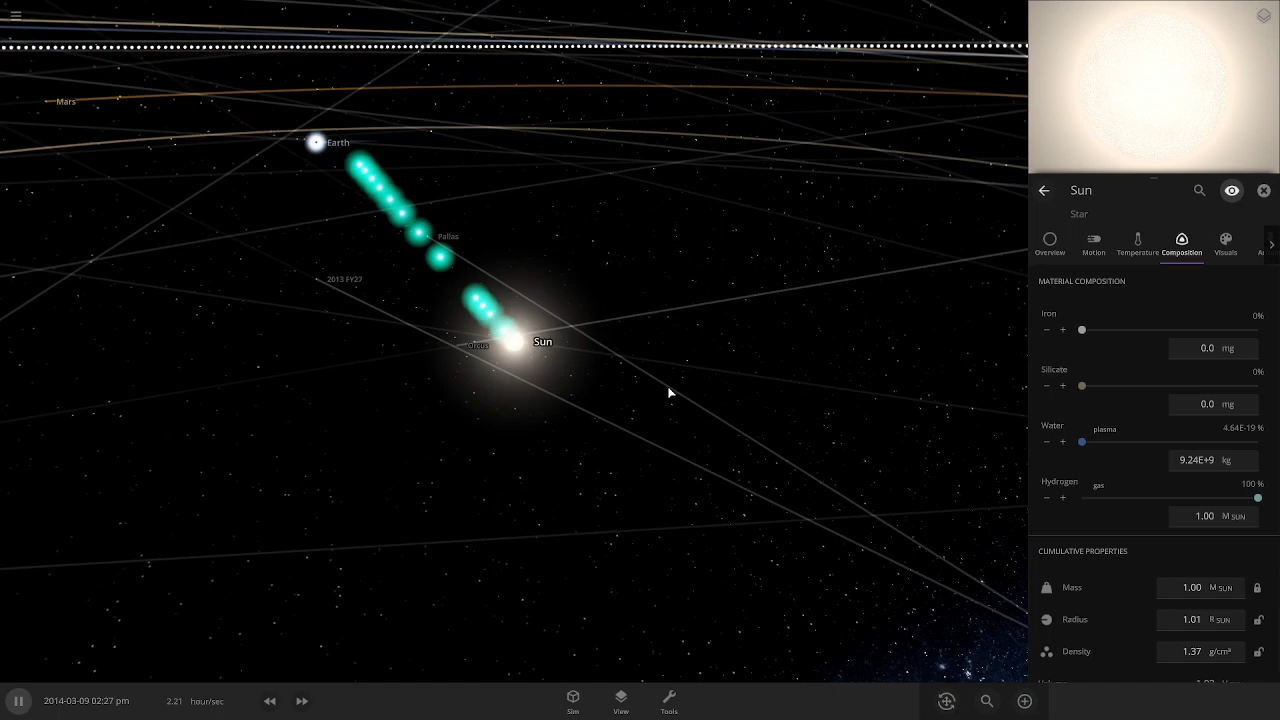 Mars
Earth
Pallas
2013 FY27
Orcus
Sun
Sun
Star
Overview
Motion
Temperature
Composition
Visuals
MATERIAL COMPOSITION
Iron
0%
0.0 mg
Silicate
0%
0.0 mg
Water
plasma
4.64E-19 %
9.24E+9 kg
Hydrogen
gas
100 %
1.00 M SUN
CUMULATIVE PROPERTIES
Mass 1.00 M SUN
Radius 1.01 R SUN
Density 1.37 g/cm³
2014-03-09 02:27 pm
2.21 hour/sec
Sim
View
Tools